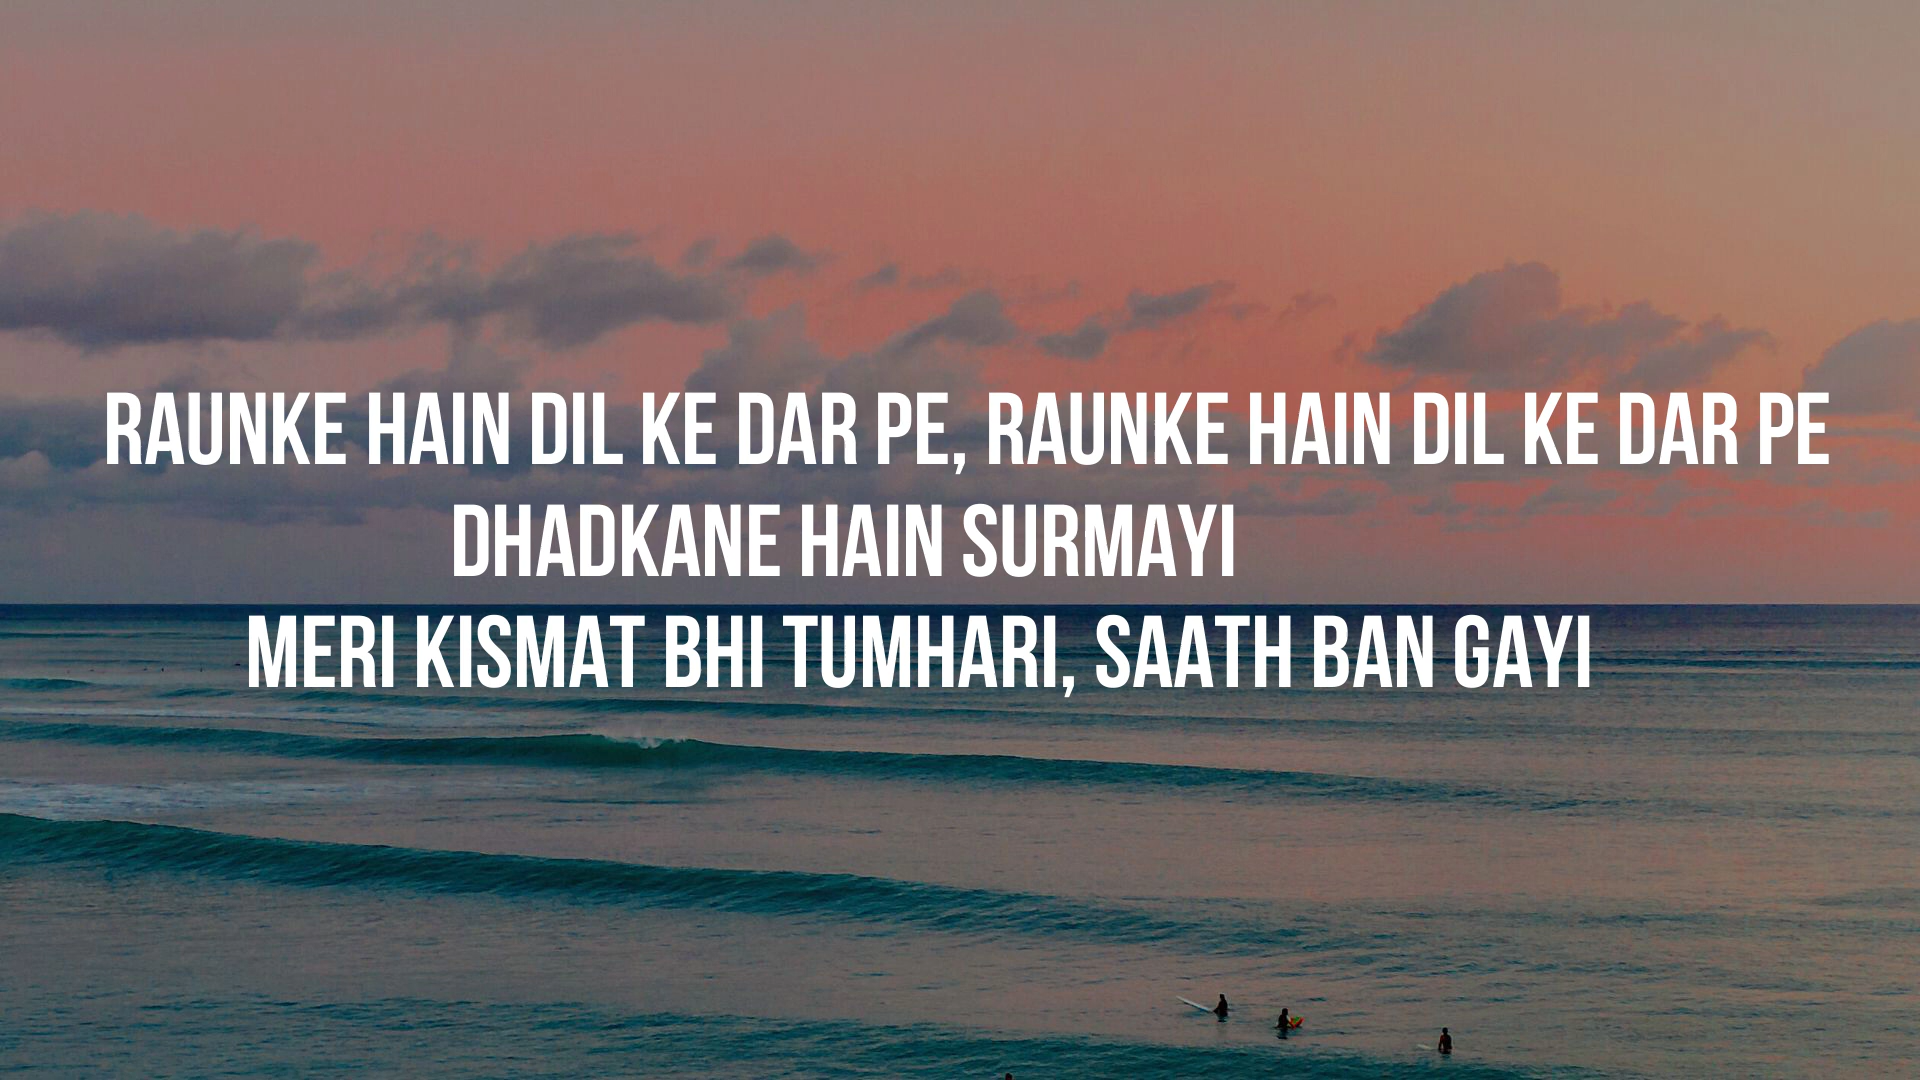 RAUNKE HAIN DIL KE DAR PE, RAUNKE HAIN DIL KE DAR PE
DHADKANE HAIN SURMAYI
MERI KISMAT BHI TUMHARI, SAATH BAN GAYI